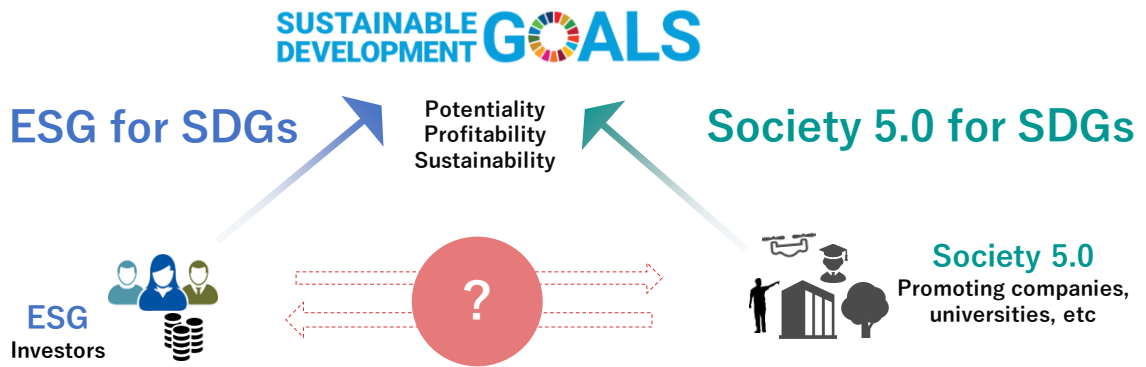 SUSTAINABLE
DEVELOPMENT
GOALS
ESG for SDGs
Potentiality
Profitability
Sustainability
Society 5.0 for SDGs
ESG
Investors
?
Society 5.0
Promoting companies,
universities, etc